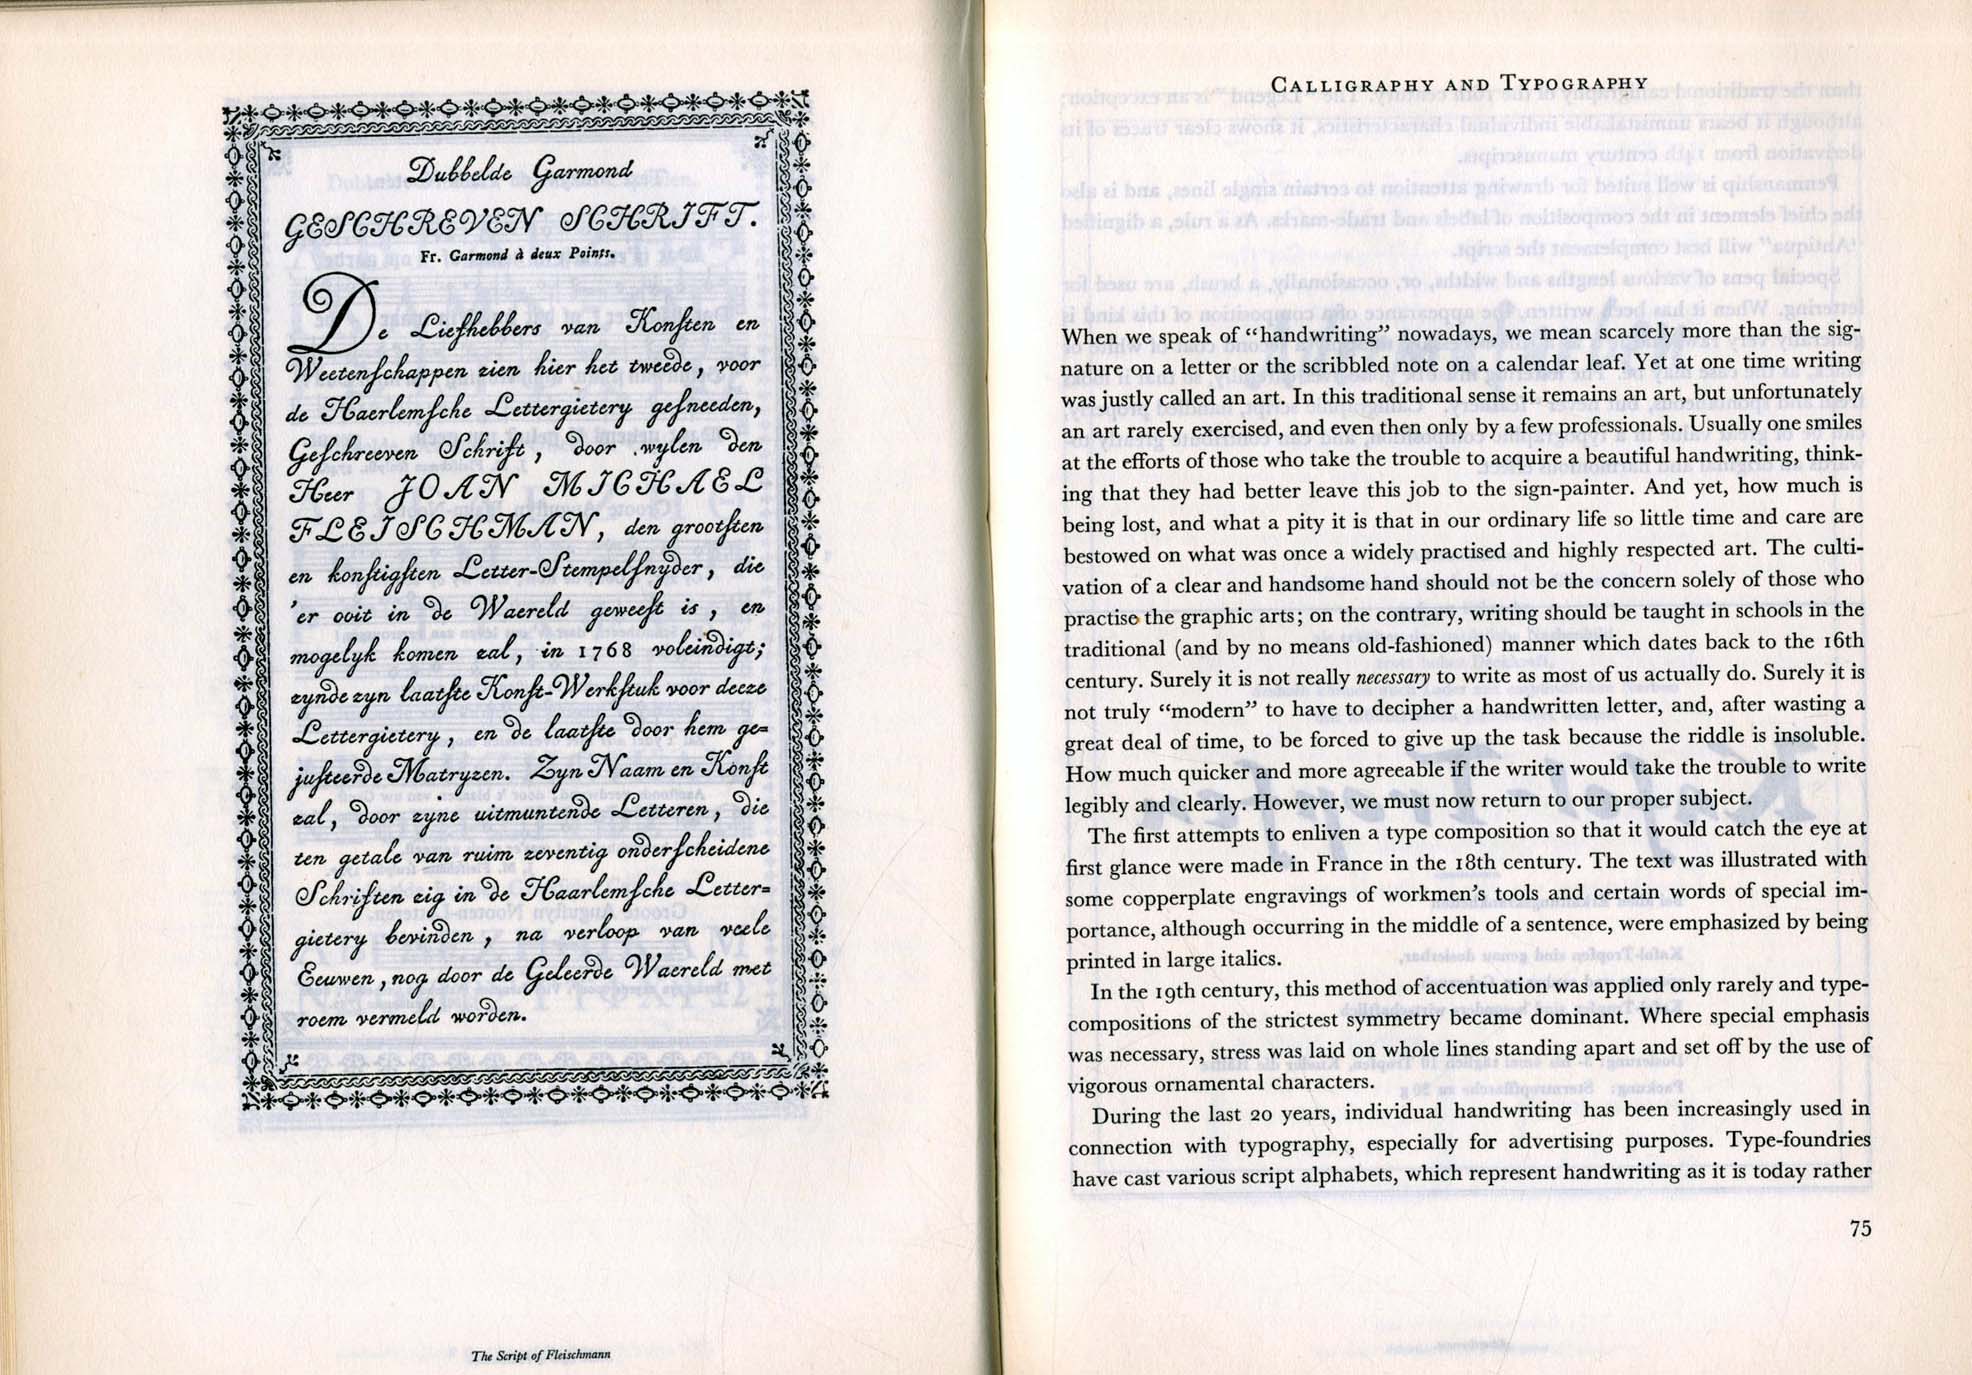 Dubbelde Garmond
GESCHREVEN SCHRIFT.
Fr. Garmond à deux Points.
De Liefhebbers van Konſten en
Weetenſchappen zien hier het tweede, voor
de Haerlemſche Lettergietery geſneeden,
Geſchreeven Schrift, door wylen den
Heer JOAN MICHAEL
FLEISCHMAN, den grootſten
en konſtigſten Letter-Stempelſnyder, die
'er ooit in de Waereld geweeſt is, en
mogelyk komen zal, in 1768 voleindigt;
zynde zyn laatſte Konſt-Werkſtuk voor deeze
Lettergietery, en de laatſte door hem ge=
juſteerde Matryzen. Zyn Naam en Konſt
zal, door zyne uitmuntende Letteren, die
ten getale van ruim zeventig onderſcheidene
Schriften zig in de Haarlemſche Letter=
gietery bevinden, na verloop van veele
Eeuwen, nog door de Geleerde Waereld met
roem vermeld worden.
The Script of Fleischmann
CALLIGRAPHY AND TYPOGRAPHY
When we speak of “handwriting” nowadays, we mean scarcely more than the sig-
nature on a letter or the scribbled note on a calendar leaf. Yet at one time writing
was justly called an art. In this traditional sense it remains an art, but unfortunately
an art rarely exercised, and even then only by a few professionals. Usually one smiles
at the efforts of those who take the trouble to acquire a beautiful handwriting, think-
ing that they had better leave this job to the sign-painter. And yet, how much is
being lost, and what a pity it is that in our ordinary life so little time and care are
bestowed on what was once a widely practised and highly respected art. The culti-
vation of a clear and handsome hand should not be the concern solely of those who
practise the graphic arts; on the contrary, writing should be taught in schools in the
traditional (and by no means old-fashioned) manner which dates back to the 16th
century. Surely it is not really necessary to write as most of us actually do. Surely it is
not truly “modern” to have to decipher a handwritten letter, and, after wasting a
great deal of time, to be forced to give up the task because the riddle is insoluble.
How much quicker and more agreeable if the writer would take the trouble to write
legibly and clearly. However, we must now return to our proper subject.
The first attempts to enliven a type composition so that it would catch the eye at
first glance were made in France in the 18th century. The text was illustrated with
some copperplate engravings of workmen's tools and certain words of special im-
portance, although occurring in the middle of a sentence, were emphasized by being
printed in large italics.
In the 19th century, this method of accentuation was applied only rarely and type-
compositions of the strictest symmetry became dominant. Where special emphasis
was necessary, stress was laid on whole lines standing apart and set off by the use of
vigorous ornamental characters.
During the last 20 years, individual handwriting has been increasingly used in
connection with typography, especially for advertising purposes. Type-foundries
have cast various script alphabets, which represent handwriting as it is today rather
75